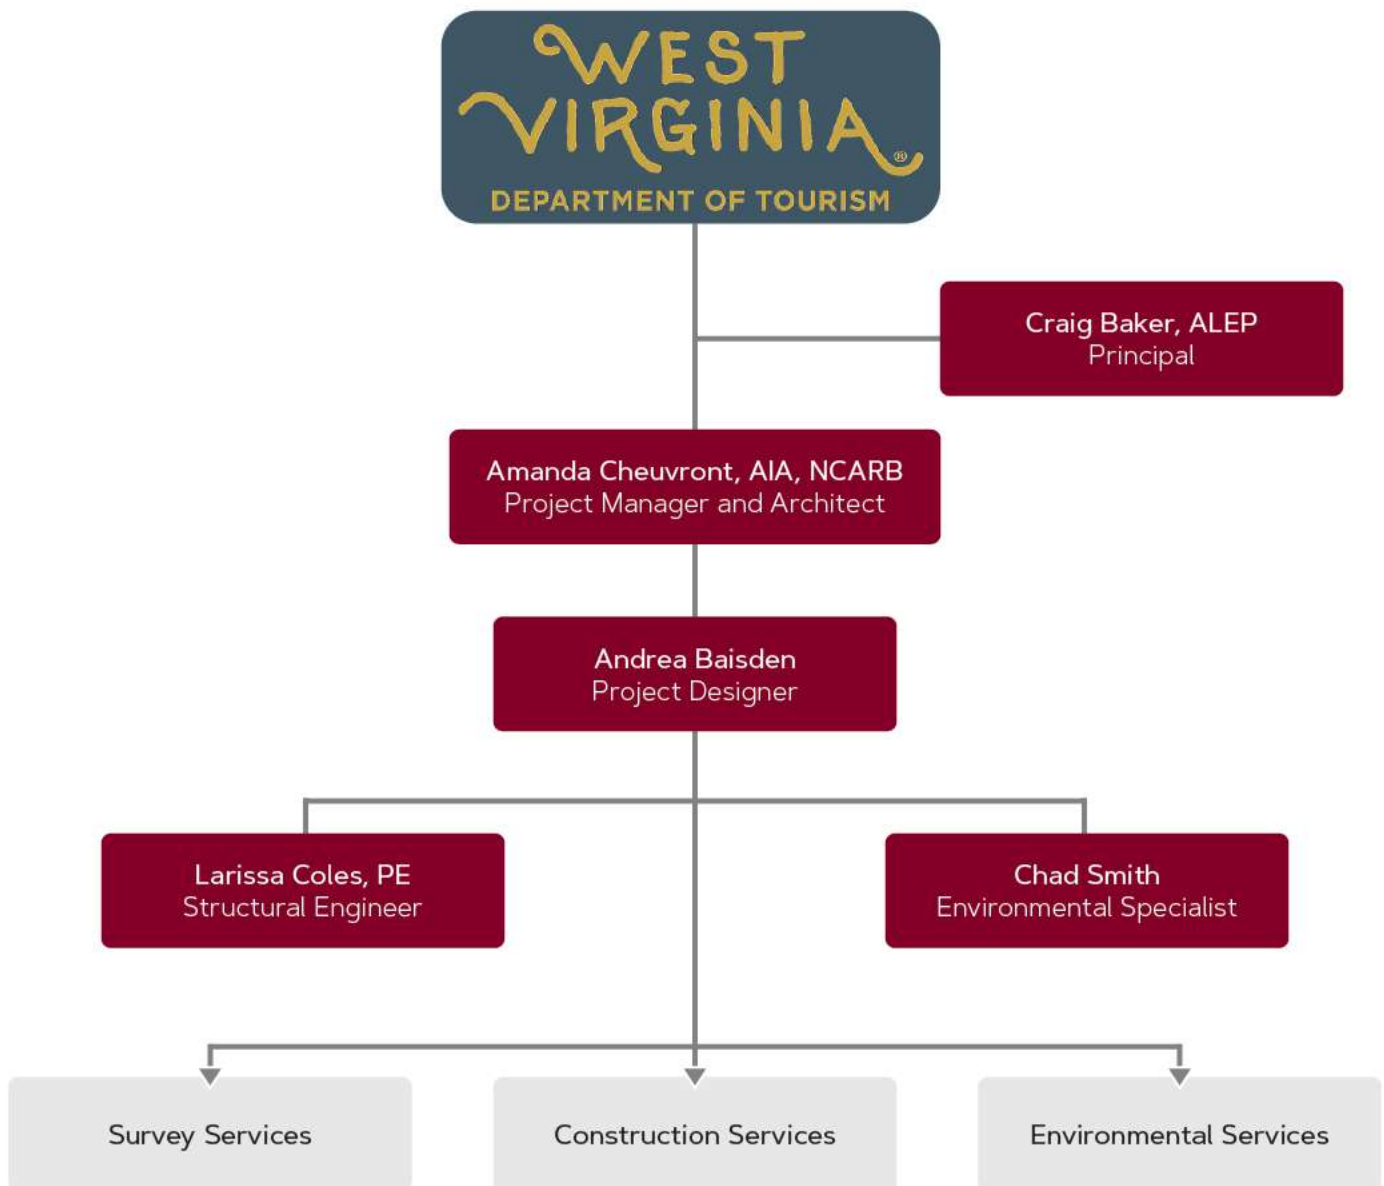 WEST
VIRGINIA®
DEPARTMENT OF TOURISM
Craig Baker, ALEP
Principal
Amanda Cheuvront, AIA, NCARB
Project Manager and Architect
Andrea Baisden
Project Designer
Larissa Coles, PE
Structural Engineer
Chad Smith
Environmental Specialist
Survey Services
Construction Services
Environmental Services